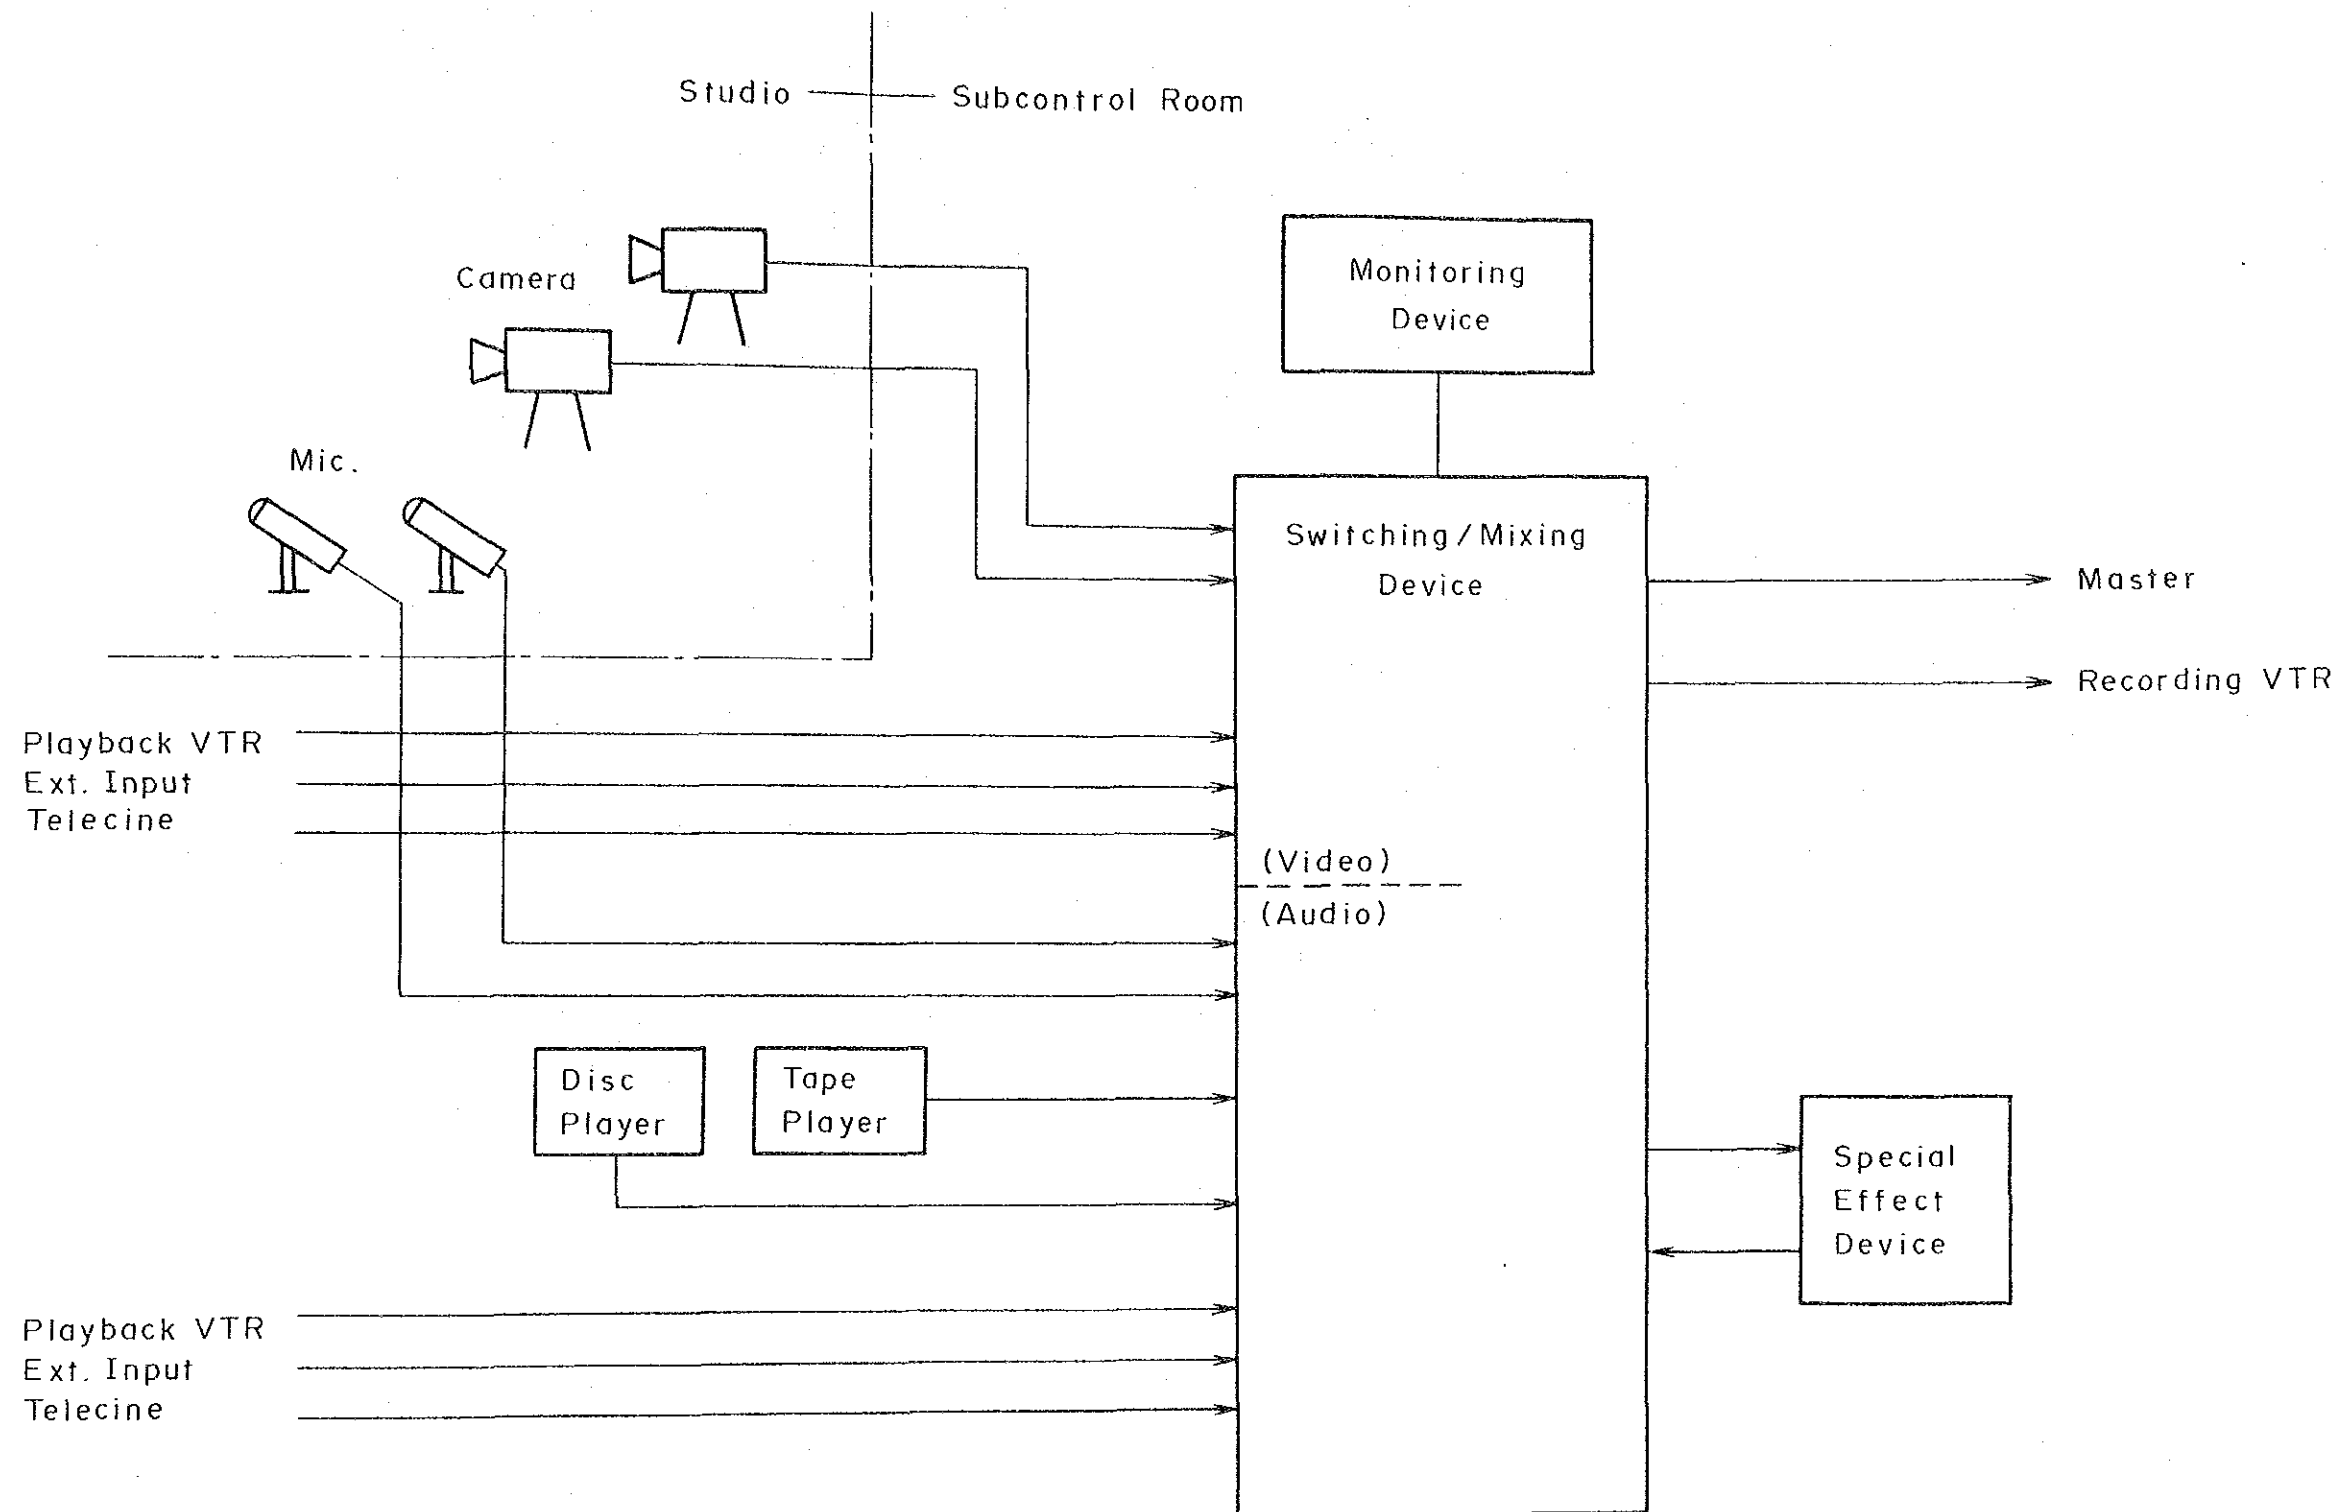 Studio
Subcontrol Room
Camera
Monitoring
Device
Mic.
Switching/Mixing
Device
Master
Recording VTR
Playback VTR
Ext. Input
Telecine
(Video)
(Audio)
Disc
Player
Tape
Player
Special
Effect
Device
Playback VTR
Ext. Input
Telecine